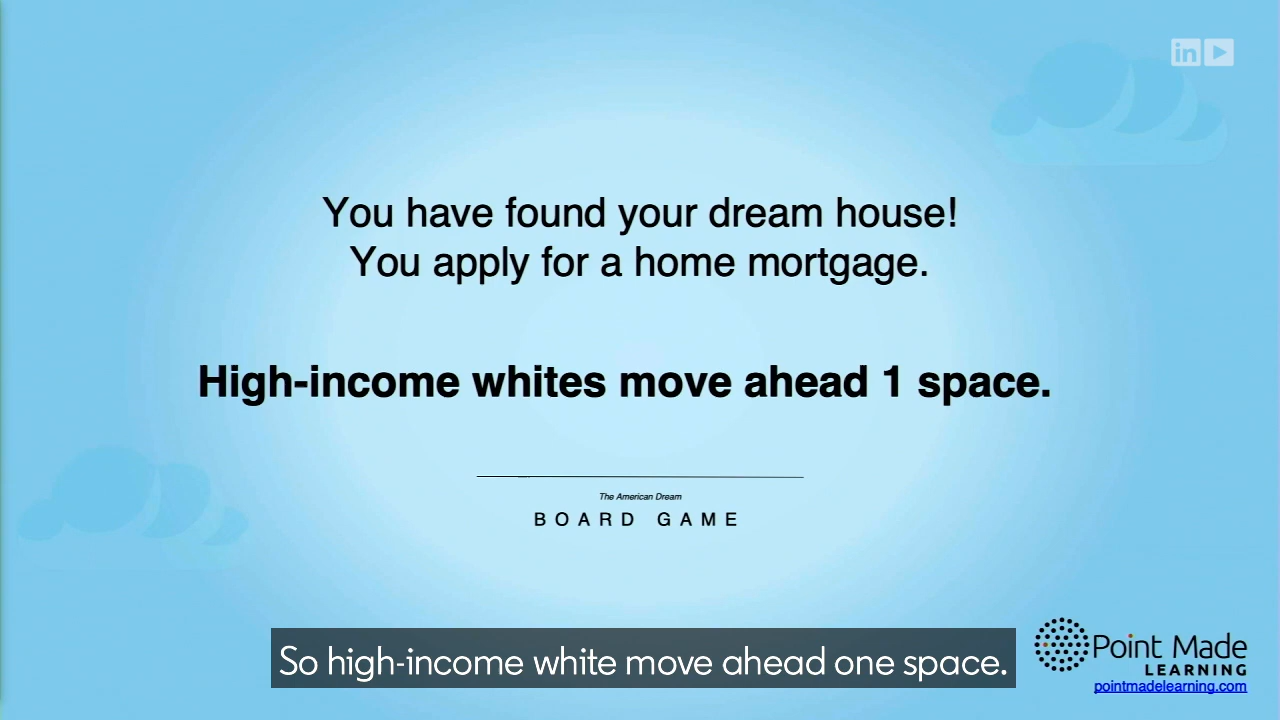 in
You have found your dream house!
You apply for a home mortgage.
High-income whites move ahead 1 space.
The American Dream
BOARD GAME
So high-income white move ahead one space.
Point Made
LEARNING
pointmadelearning.com